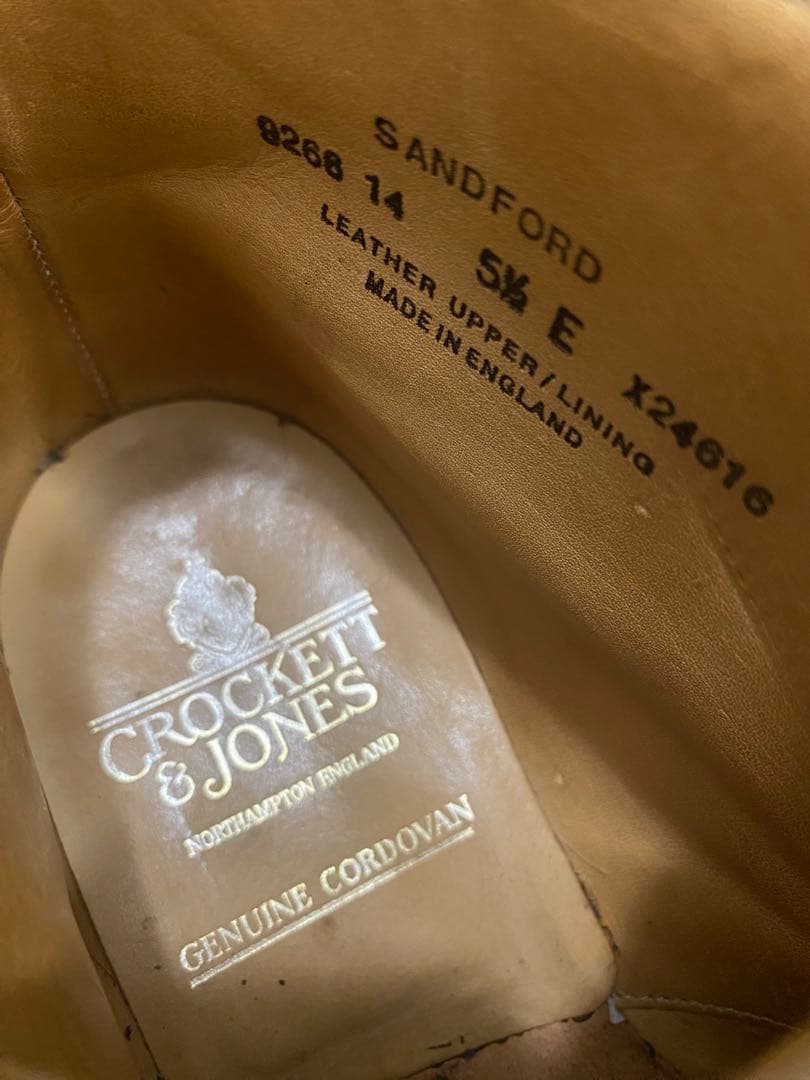 SANDFORD
9268 14 5½ E X24616
LEATHER UPPER/LINING
MADE IN ENGLAND
CROCKETT
& JONES
NORTHAMPTON ENGLAND
GENUINE CORDOVAN